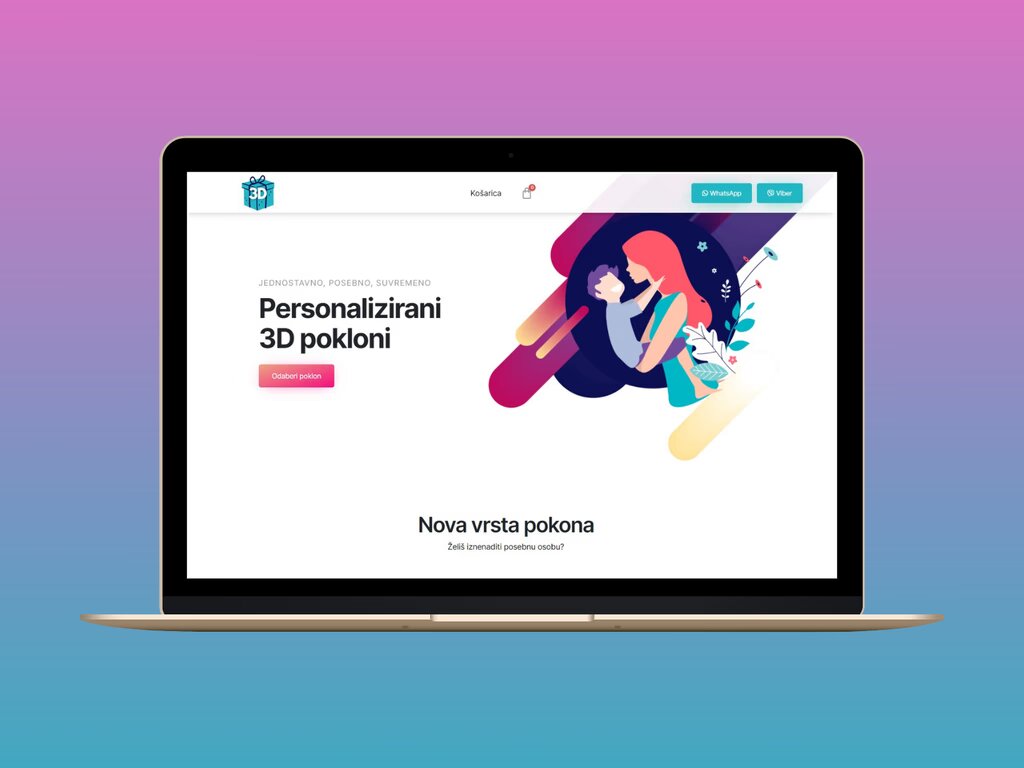 3D
Košarica
0
WhatsApp
Viber
JEDNOSTAVNO, POSEBNO, SUVREMENO
Personalizirani
3D pokloni
Odaberi poklon
Nova vrsta pokona
Želiš iznenaditi posebnu osobu?